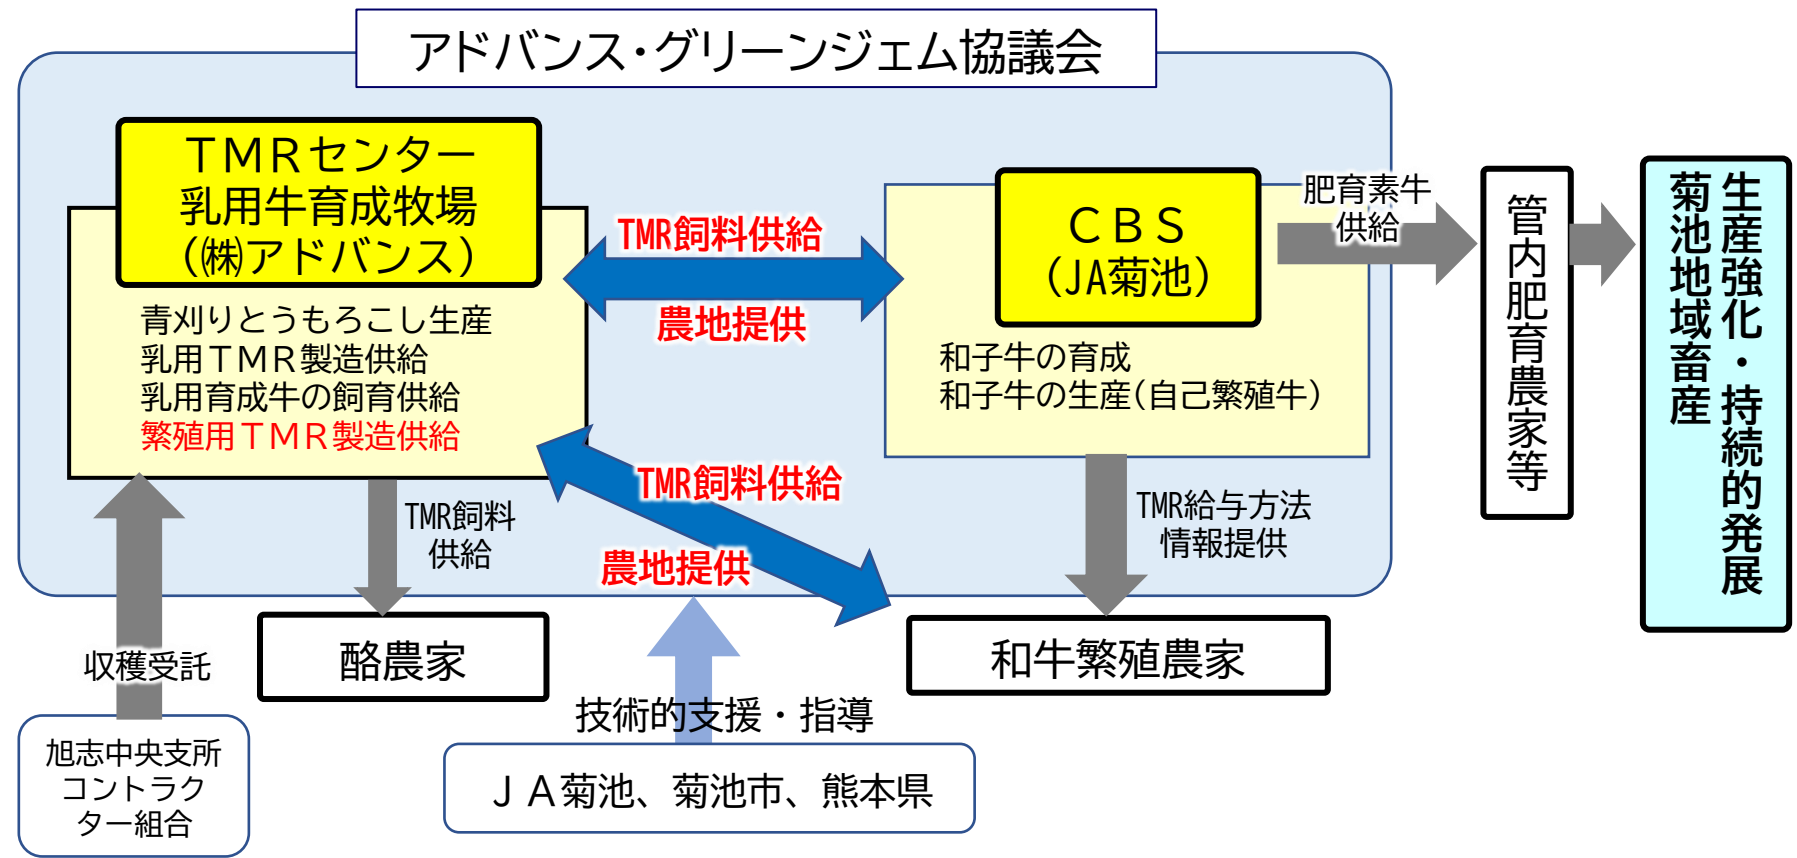 アドバンス・グリーンジェム協議会
ＴＭＲセンター
乳用牛育成牧場
（㈱アドバンス）
青刈りとうもろこし生産
乳用ＴＭＲ製造供給
乳用育成牛の飼育供給
繁殖用ＴＭＲ製造供給
TMR飼料供給
農地提供
ＣＢＳ
（JA菊池）
和子牛の育成
和子牛の生産（自己繁殖牛）
肥育素牛
供給
管内肥育農家等
生産強化・持続的発展
菊池地域畜産
TMR飼料供給
農地提供
TMR飼料
供給
TMR給与方法
情報提供
収穫受託
酪農家
和牛繁殖農家
技術的支援・指導
旭志中央支所
コントラク
ター組合
ＪＡ菊池、菊池市、熊本県